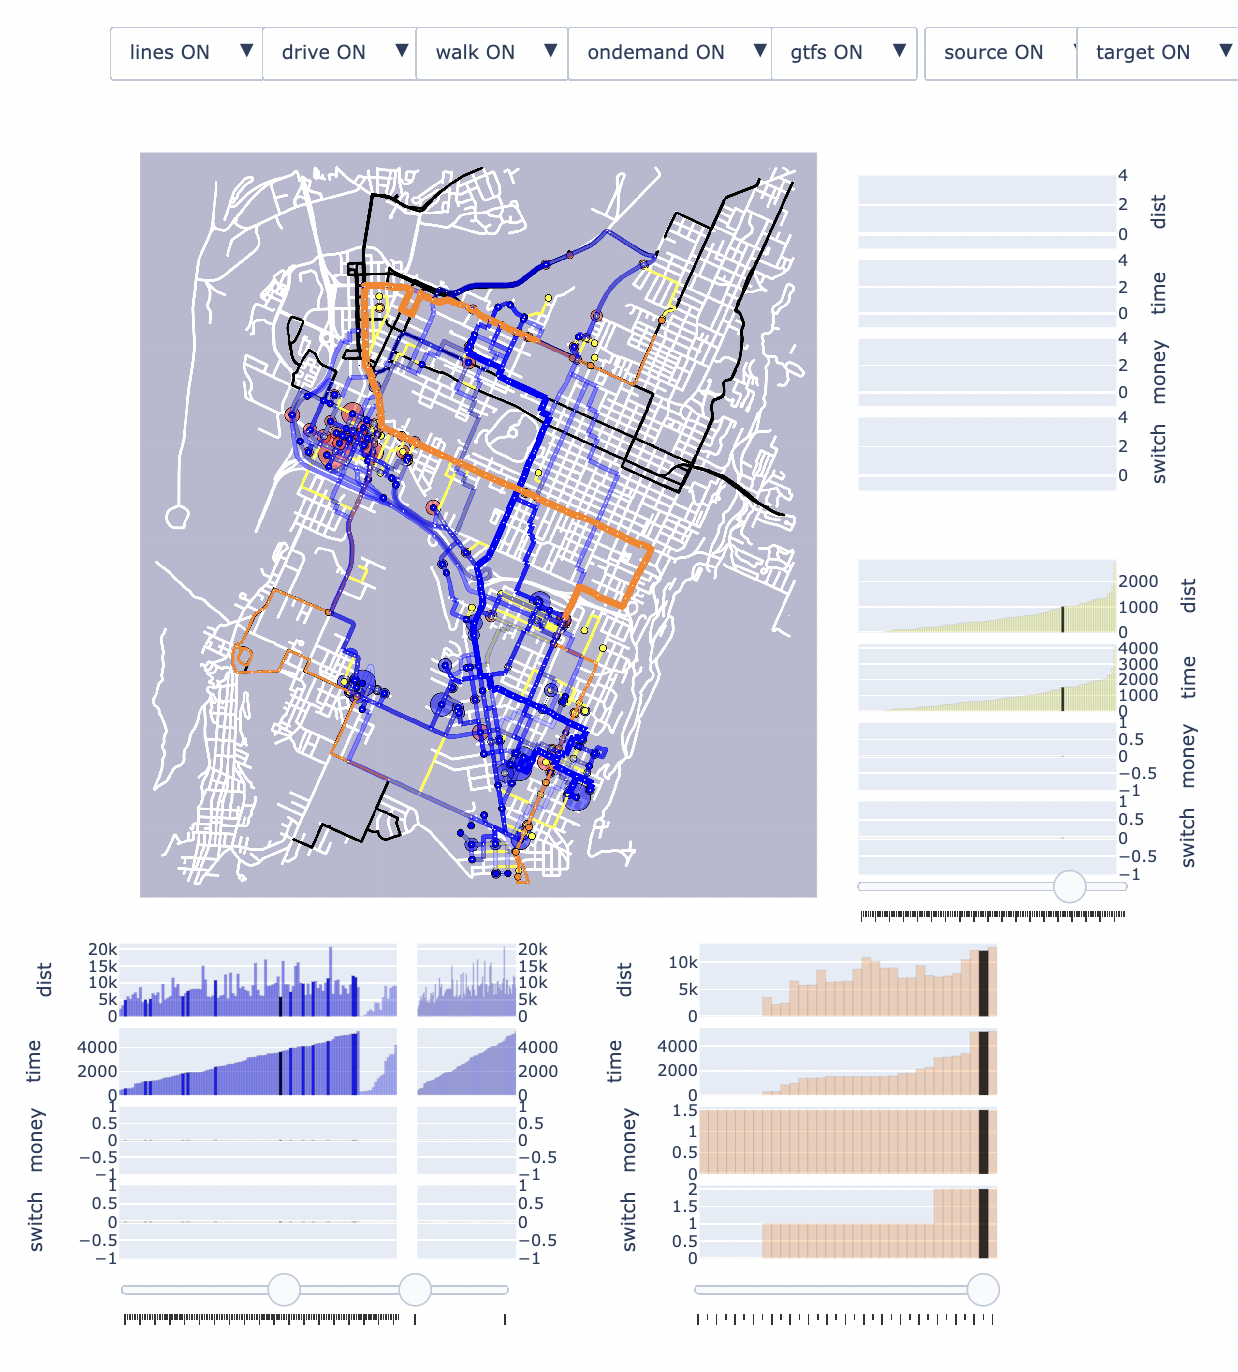 lines ON ▼ drive ON ▼ walk ON ▼ ondemand ON ▼ gtfs ON ▼ source ON target ON ▼
4
2
0
dist
4
2
0
time
4
2
0
money
4
2
0
switch
2000
1000
0
dist
4000
3000
2000
1000
0
time
1
0.5
0
−0.5
−1
money
1
0.5
0
−0.5
−1
switch
dist
20k
15k
10k
5k
0
20k
15k
10k
5k
0
time
4000
2000
0
4000
2000
0
money
1
0.5
0
−0.5
−1
1
0.5
0
−0.5
−1
switch
1
0.5
0
−0.5
−1
1
0.5
0
−0.5
−1
dist
10k
5k
0
time
4000
2000
0
money
1.5
1
0.5
0
switch
2
1.5
1
0.5
0